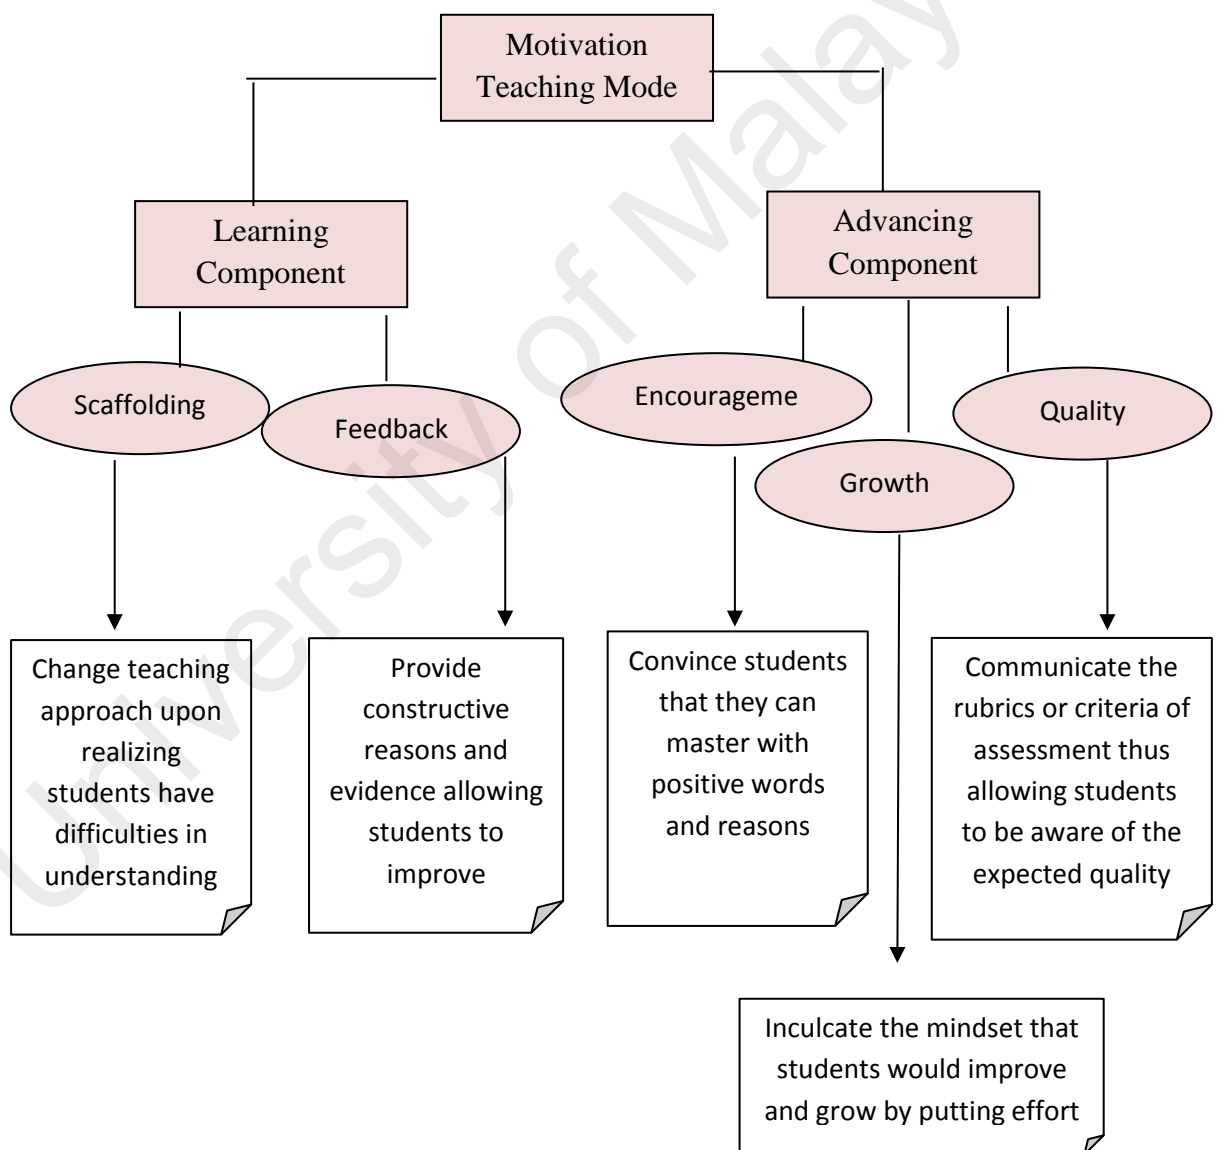 Motivation
Teaching Mode
Learning
Component
Advancing
Component
Scaffolding
Feedback
Encourageme
Growth
Quality
Change teaching
approach upon
realizing
students have
difficulties in
understanding
Provide
constructive
reasons and
evidence allowing
students to
improve
Convince students
that they can
master with
positive words
and reasons
Communicate the
rubrics or criteria of
assessment thus
allowing students
to be aware of the
expected quality
Inculcate the mindset that
students would improve
and grow by putting effort
University of Malay